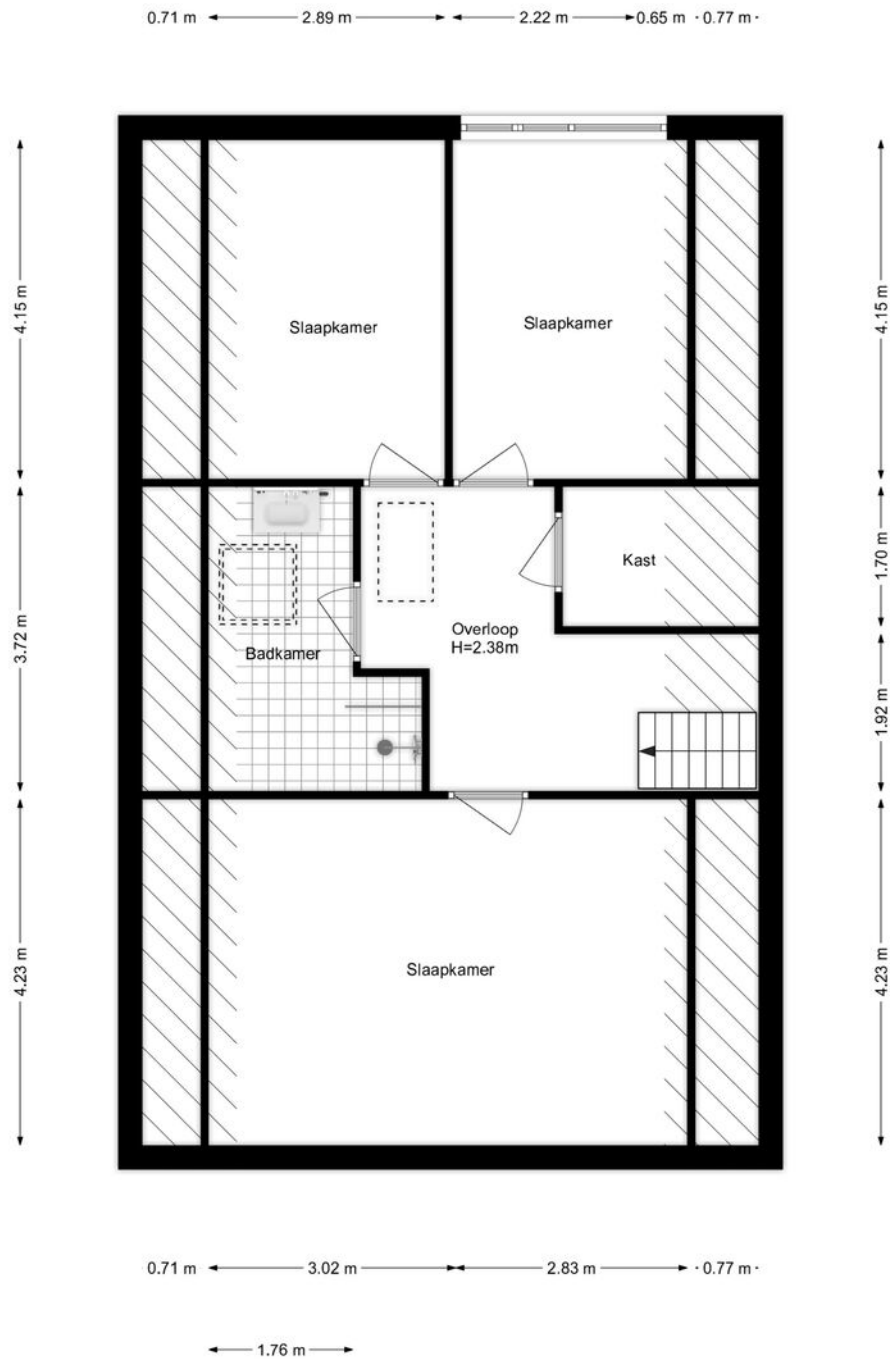 0.71 m 2.89 m 2.22 m 0.65 m 0.77 m
4.15 m
4.15 m
Slaapkamer
Slaapkamer
3.72 m
1.70 m
Kast
Overloop
H=2.38m
Badkamer
1.92 m
4.23 m
4.23 m
Slaapkamer
0.71 m 3.02 m 2.83 m 0.77 m
1.76 m